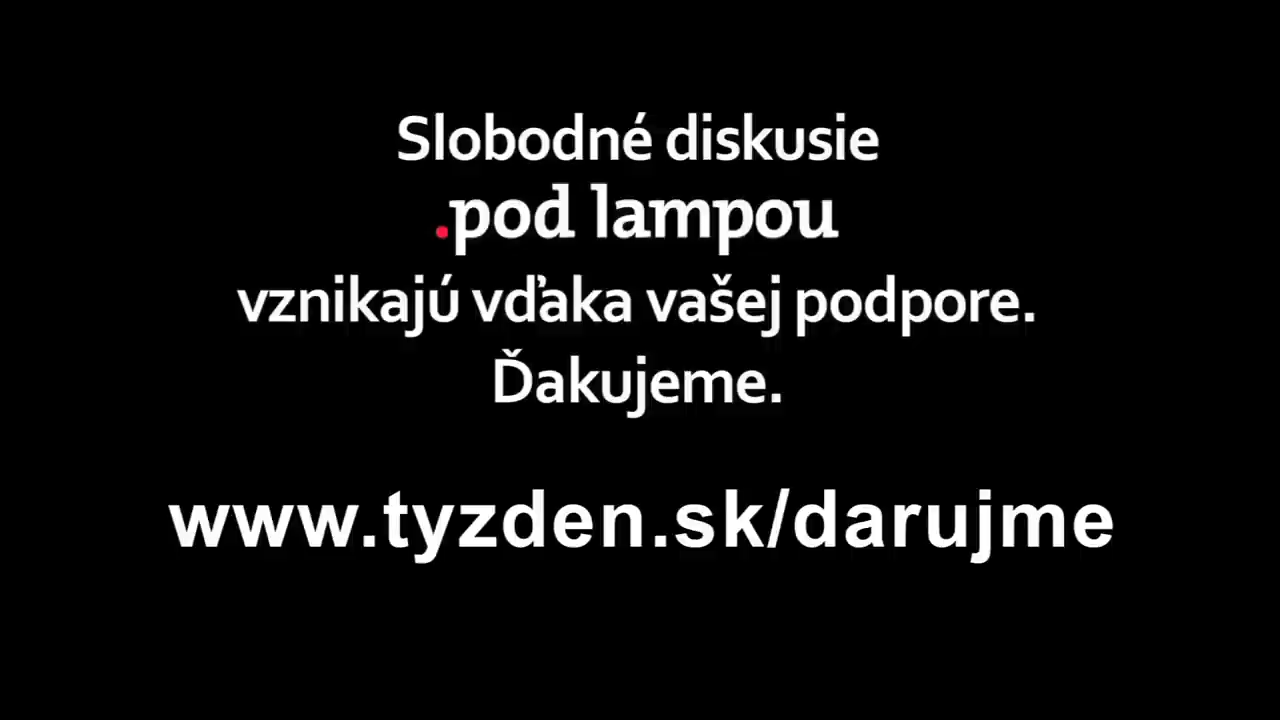 Slobodné diskusie
.pod lampou
vznikajú vďaka vašej podpore.
Ďakujeme.
www.tyzden.sk/darujme